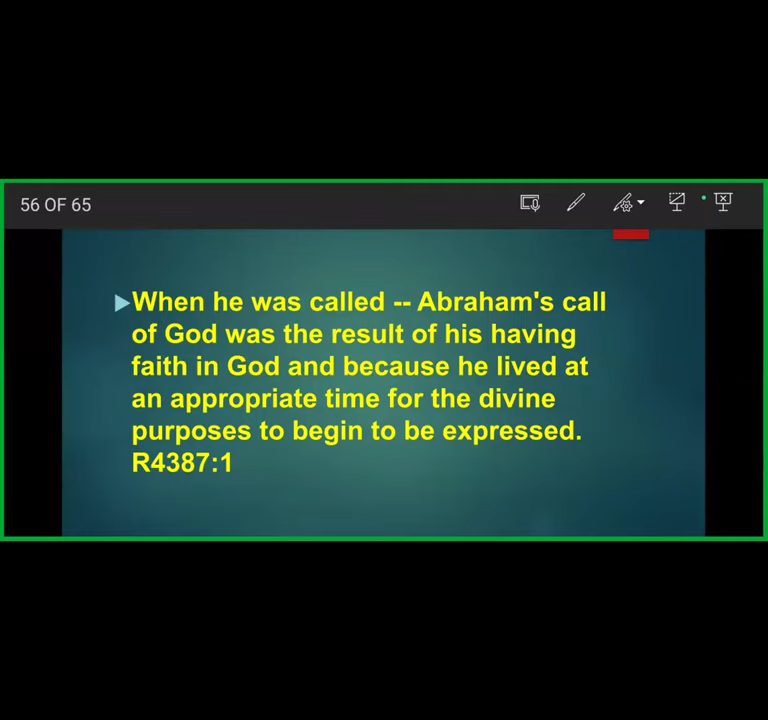 56 OF 65
When he was called -- Abraham's call
of God was the result of his having
faith in God and because he lived at
an appropriate time for the divine
purposes to begin to be expressed.
R4387:1